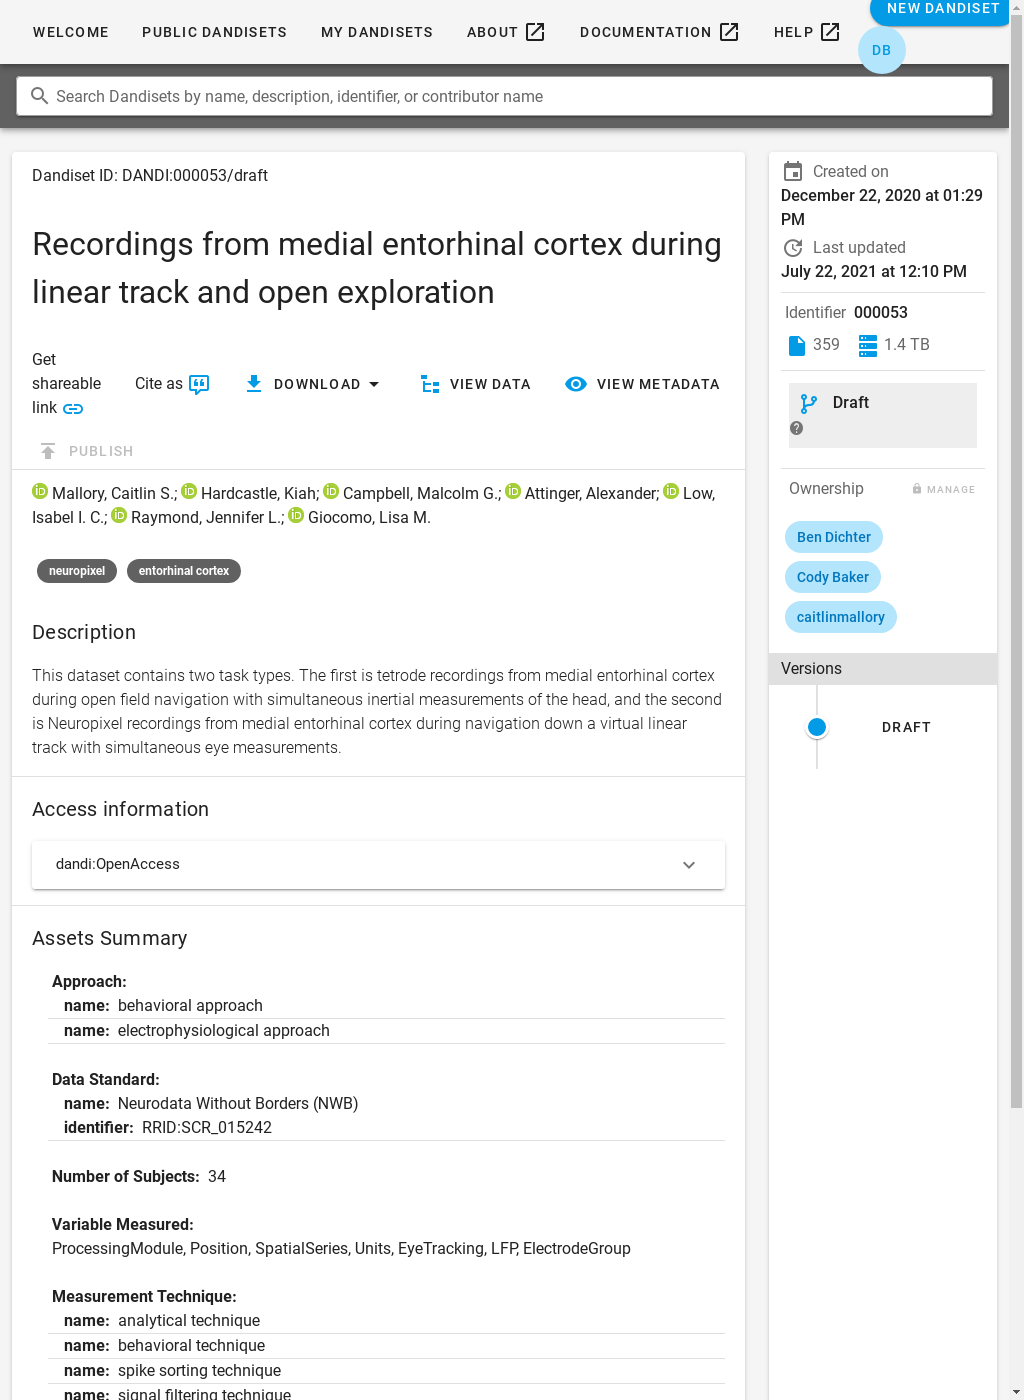 WELCOME PUBLIC DANDISETS MY DANDISETS ABOUT DOCUMENTATION HELP NEW DANDISET
DB
Search Dandisets by name, description, identifier, or contributor name
Dandiset ID: DANDI:000053/draft
Recordings from medial entorhinal cortex during
linear track and open exploration
Get
shareable
link
Cite as
DOWNLOAD
VIEW DATA
VIEW METADATA
PUBLISH
Mallory, Caitlin S.; Hardcastle, Kiah; Campbell, Malcolm G.; Attinger, Alexander; Low,
Isabel I. C.; Raymond, Jennifer L.; Giocomo, Lisa M.
neuropixel entorhinal cortex
Description
This dataset contains two task types. The first is tetrode recordings from medial entorhinal cortex
during open field navigation with simultaneous inertial measurements of the head, and the second
is Neuropixel recordings from medial entorhinal cortex during navigation down a virtual linear
track with simultaneous eye measurements.
Access information
dandi:OpenAccess
Assets Summary
Approach:
name: behavioral approach
name: electrophysiological approach
Data Standard:
name: Neurodata Without Borders (NWB)
identifier: RRID:SCR_015242
Number of Subjects: 34
Variable Measured:
ProcessingModule, Position, SpatialSeries, Units, EyeTracking, LFP, ElectrodeGroup
Measurement Technique:
name: analytical technique
name: behavioral technique
name: spike sorting technique
name: signal filtering technique
Created on
December 22, 2020 at 01:29
PM
Last updated
July 22, 2021 at 12:10 PM
Identifier 000053
359 1.4 TB
Draft
Ownership MANAGE
Ben Dichter
Cody Baker
caitlinmallory
Versions
DRAFT